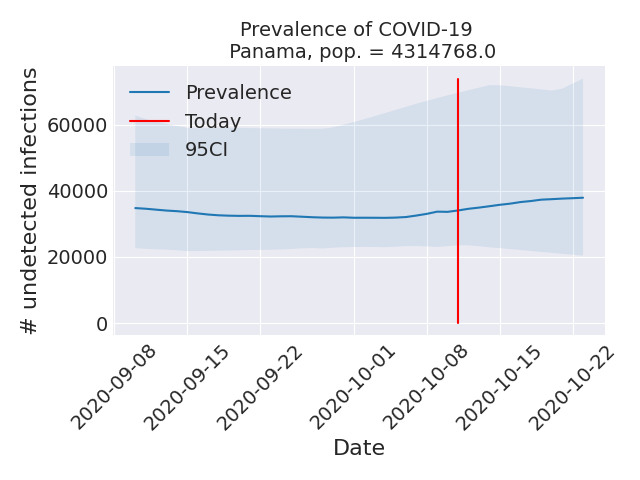 Prevalence of COVID-19
Panama, pop. = 4314768.0
# undetected infections
60000
40000
20000
0
Prevalence
Today
95CI
2020-09-08
2020-09-15
2020-09-22
2020-10-01
2020-10-08
2020-10-15
2020-10-22
Date